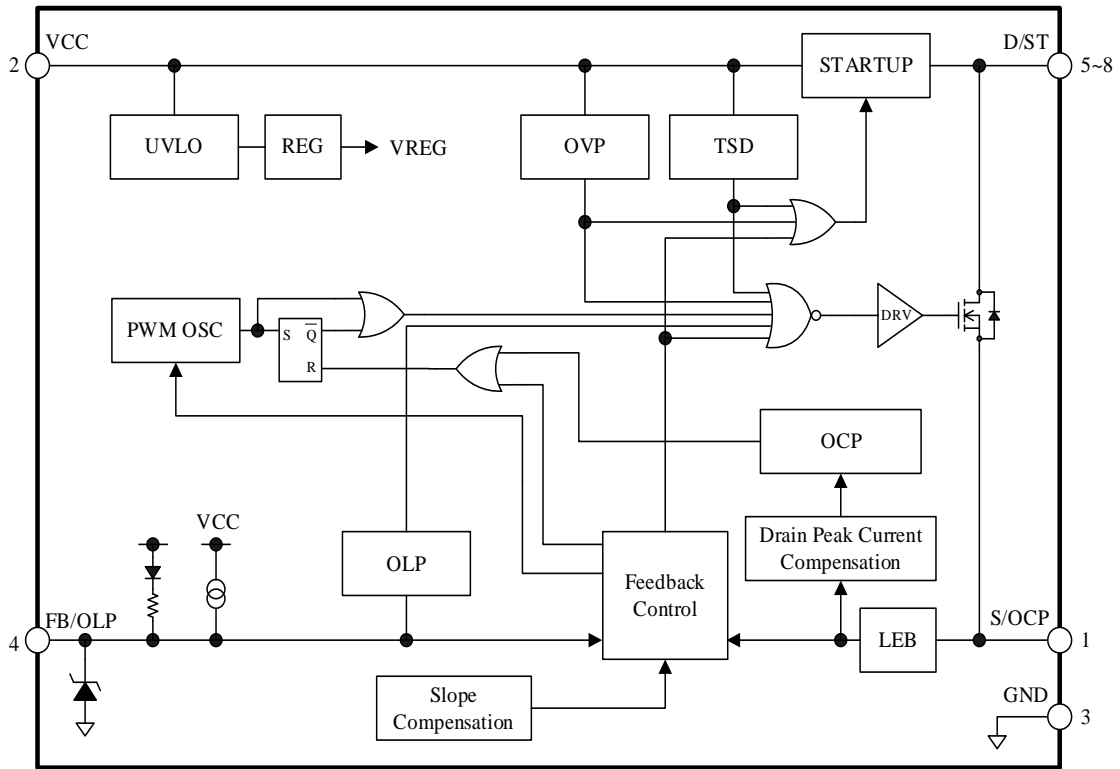 VCC
D/ST
2
5~8
STARTUP
UVLO
REG
VREG
OVP
TSD
PWM OSC
S
Q
R
DRV
OCP
VCC
OLP
Feedback
Control
Drain Peak Current
Compensation
FB/OLP
4
LEB
S/OCP
1
Slope
Compensation
GND
3